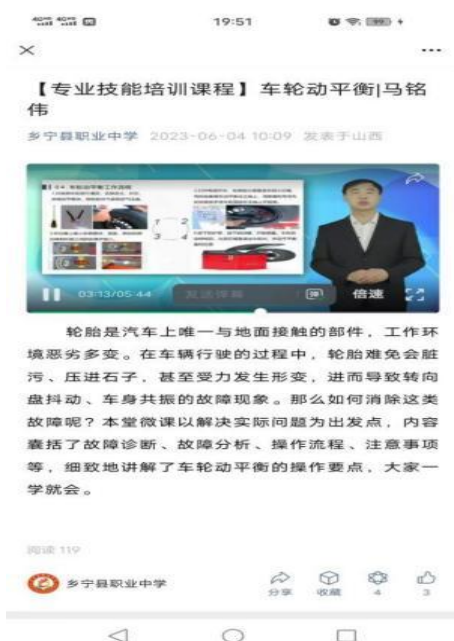 19:51
【专业技能培训课程】车轮动平衡|马铭
伟
乡宁县职业中学 2023-06-04 10:09 发表于山西
03:13/05:44 发送弹幕 倍速
轮胎是汽车上唯一与地面接触的部件，工作环
境恶劣多变。在车辆行驶的过程中，轮胎难免会脏
污、压进石子，甚至受力发生形变，进而导致转向
盘抖动、车身共振的故障现象。那么如何消除这类
故障呢？本堂微课以解决实际问题为出发点，内容
囊括了故障诊断、故障分析、操作流程、注意事项
等，细致地讲解了车轮动平衡的操作要点，大家一
学就会。
阅读 119
乡宁县职业中学
分享 收藏 4 3